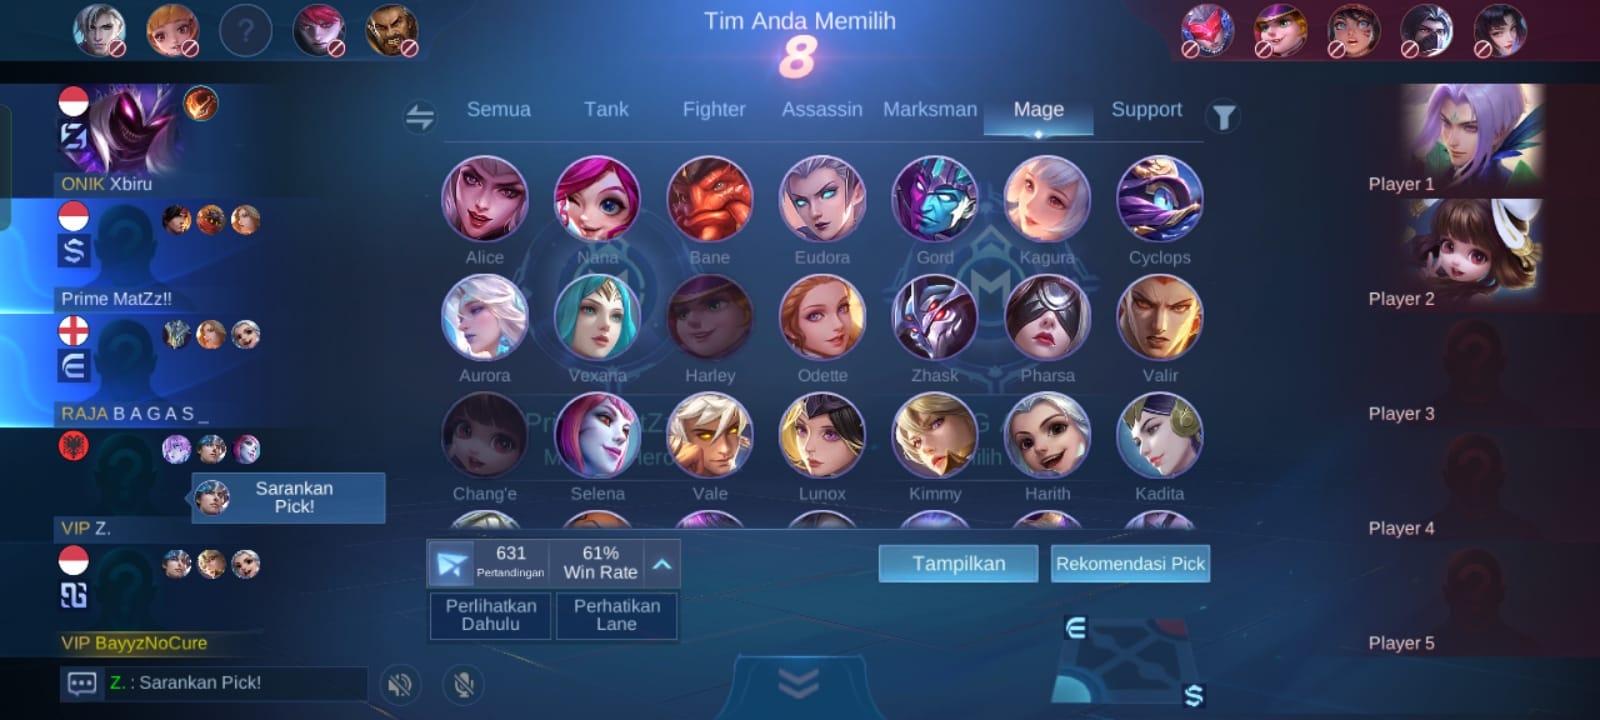 Tim Anda Memilih
8
Semua
Tank
Fighter
Assassin
Marksman
Mage
Support
ONIK Xbiru
Prime MatZz!!
RAJA B A G A S _
Sarankan
Pick!
VIP Z.
VIP BayyzNoCure
Z. : Sarankan Pick!
Alice
Nana
Bane
Eudora
Gord
Kagura
Cyclops
Aurora
Vexana
Harley
Odette
Zhask
Pharsa
Valir
Chang'e
Selena
Vale
Lunox
Kimmy
Harith
Kadita
631
Pertandingan
61%
Win Rate
Perlihatkan
Dahulu
Perhatikan
Lane
Tampilkan
Rekomendasi Pick
Player 1
Player 2
Player 3
Player 4
Player 5